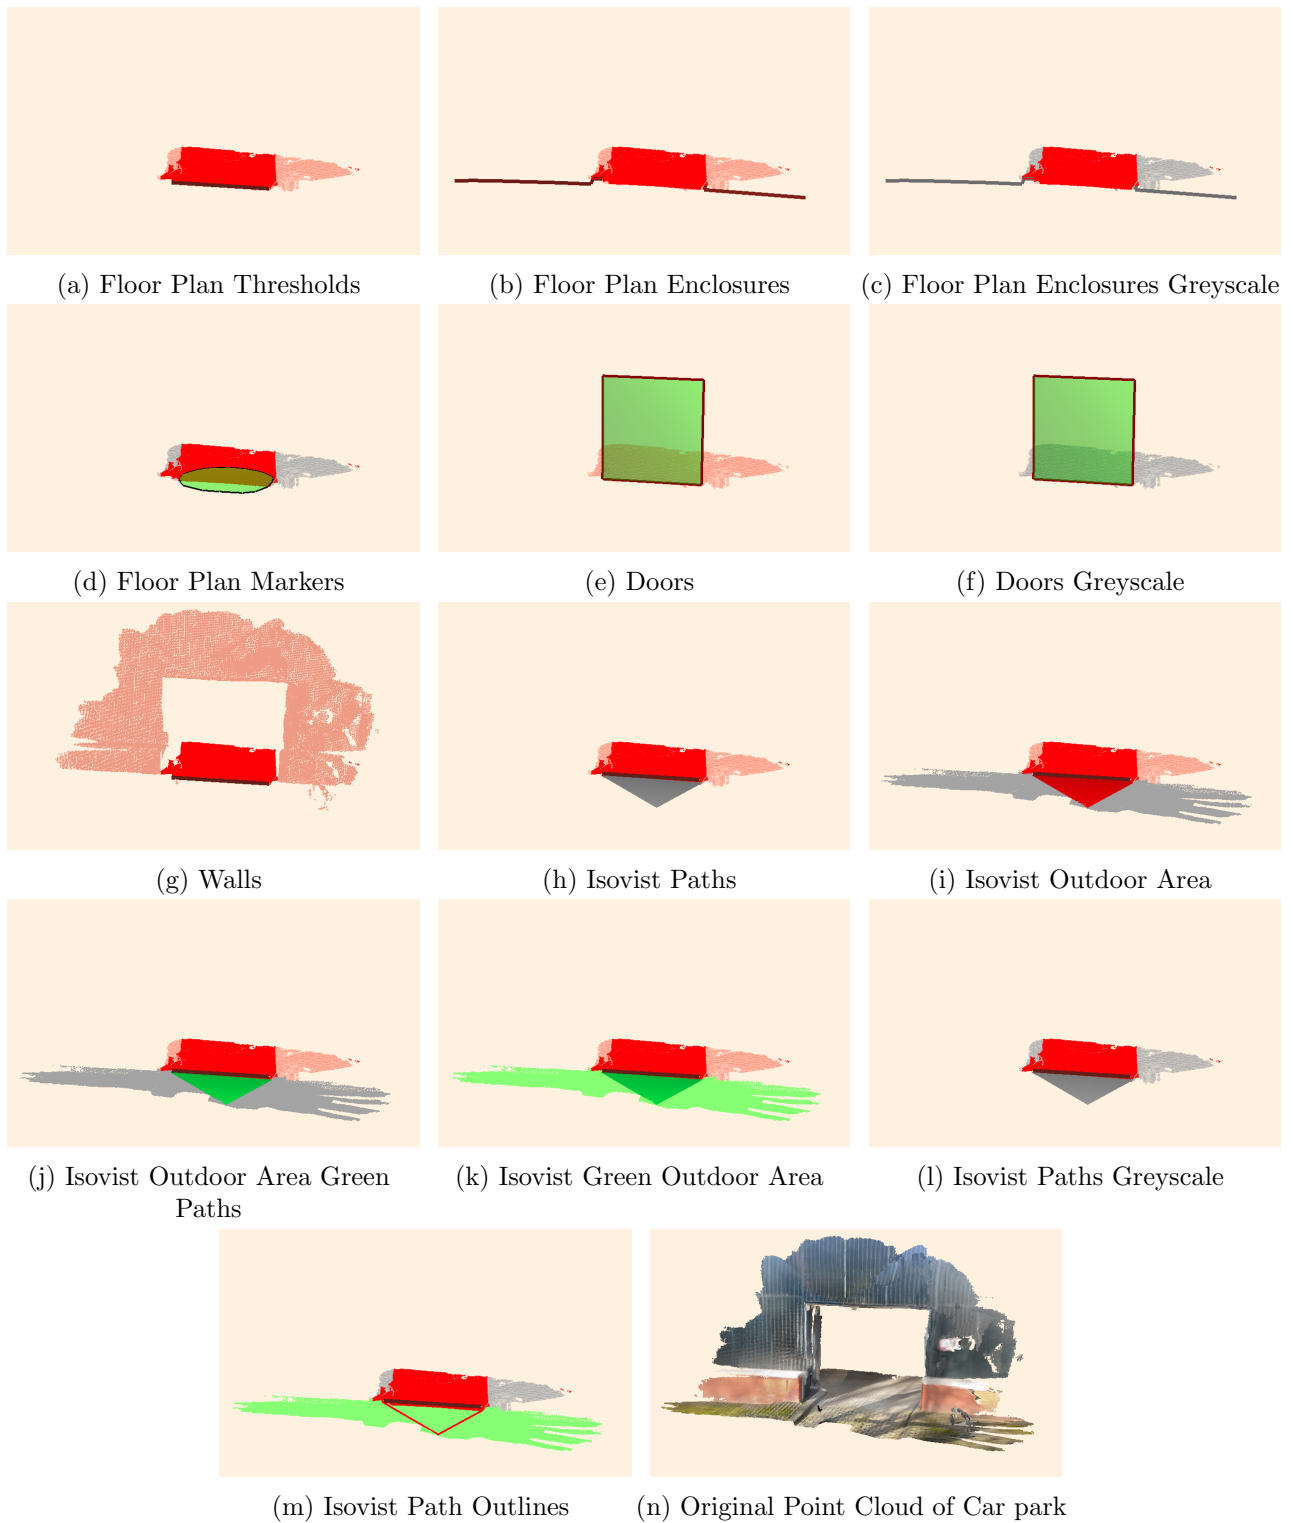 (a) Floor Plan Thresholds
(b) Floor Plan Enclosures
(c) Floor Plan Enclosures Greyscale
(d) Floor Plan Markers
(e) Doors
(f) Doors Greyscale
(g) Walls
(h) Isovist Paths
(i) Isovist Outdoor Area
(j) Isovist Outdoor Area Green
Paths
(k) Isovist Green Outdoor Area
(l) Isovist Paths Greyscale
(m) Isovist Path Outlines
(n) Original Point Cloud of Car park